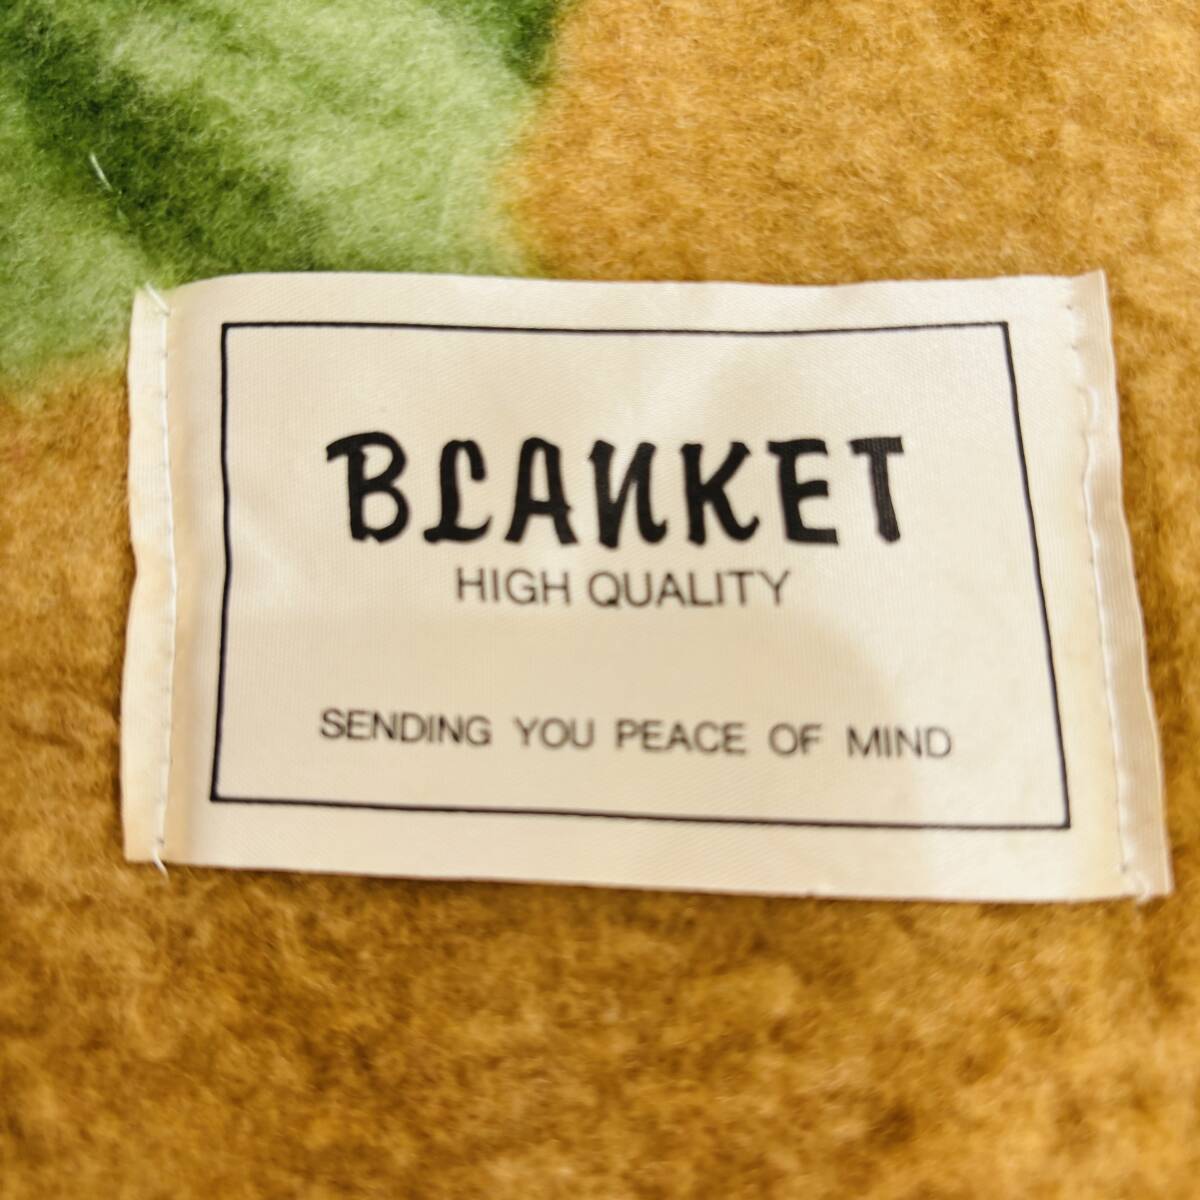 BLANKET
HIGH QUALITY
SENDING YOU PEACE OF MIND